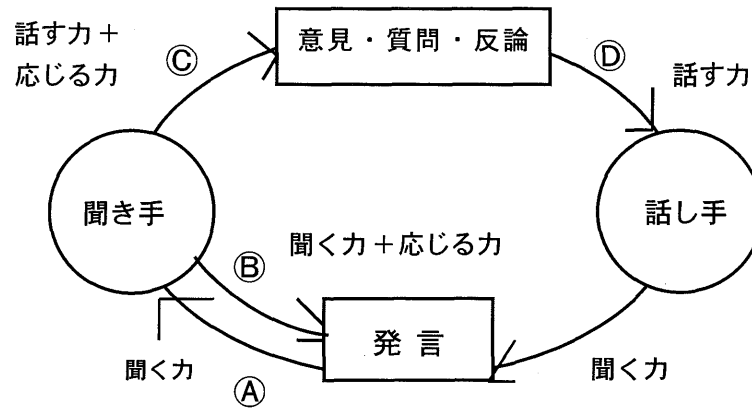 話す力＋
応じる力
Ⓒ
意見・質問・反論
Ⓓ
話す力
聞き手
話し手
Ⓑ
聞く力＋応じる力
発言
聞く力
Ⓐ
聞く力